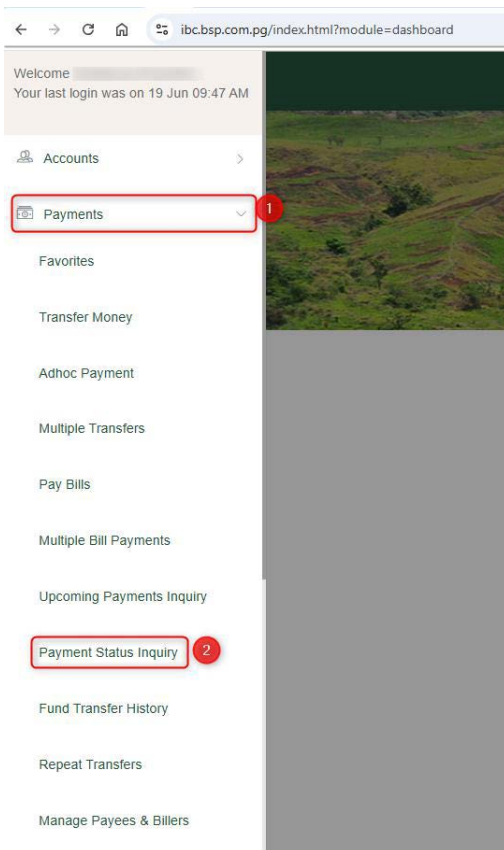 ibc.bsp.com.pg/index.html?module=dashboard
Welcome
Your last login was on 19 Jun 09:47 AM
Accounts
Payments 1
Favorites
Transfer Money
Adhoc Payment
Multiple Transfers
Pay Bills
Multiple Bill Payments
Upcoming Payments Inquiry
Payment Status Inquiry 2
Fund Transfer History
Repeat Transfers
Manage Payees & Billers